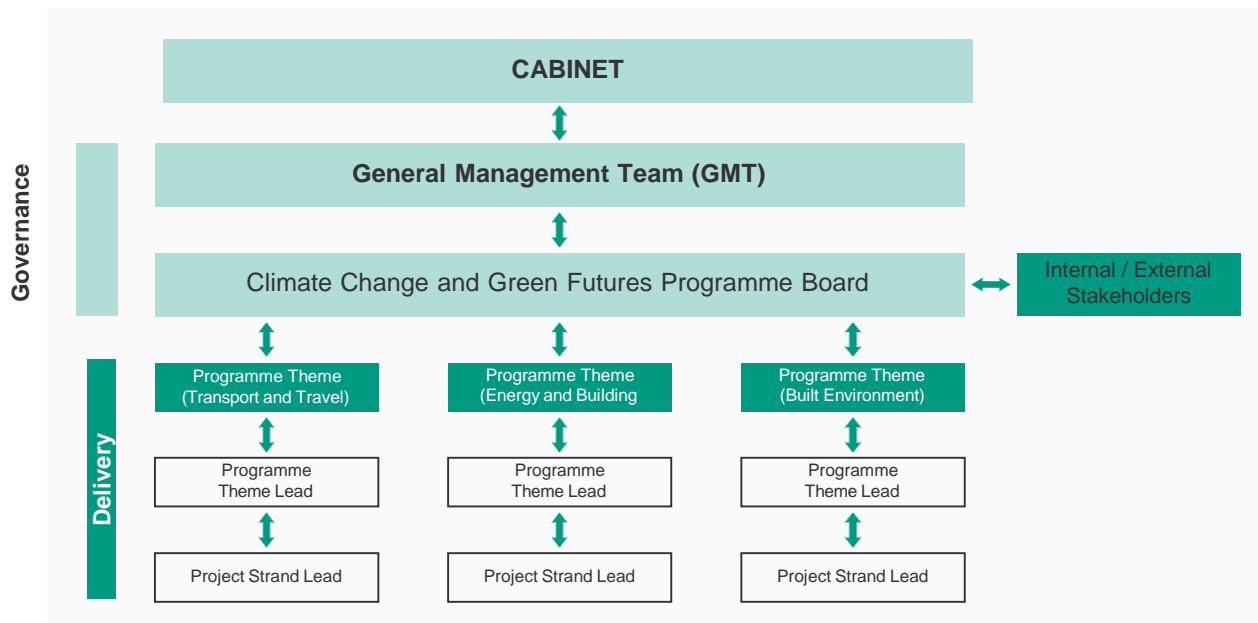 CABINET
Governance
General Management Team (GMT)
Climate Change and Green Futures Programme Board
Internal / External
Stakeholders
Delivery
Programme Theme
(Transport and Travel)
Programme Theme
(Energy and Building
Programme Theme
(Built Environment)
Programme
Theme Lead
Programme
Theme Lead
Programme
Theme Lead
Project Strand Lead
Project Strand Lead
Project Strand Lead